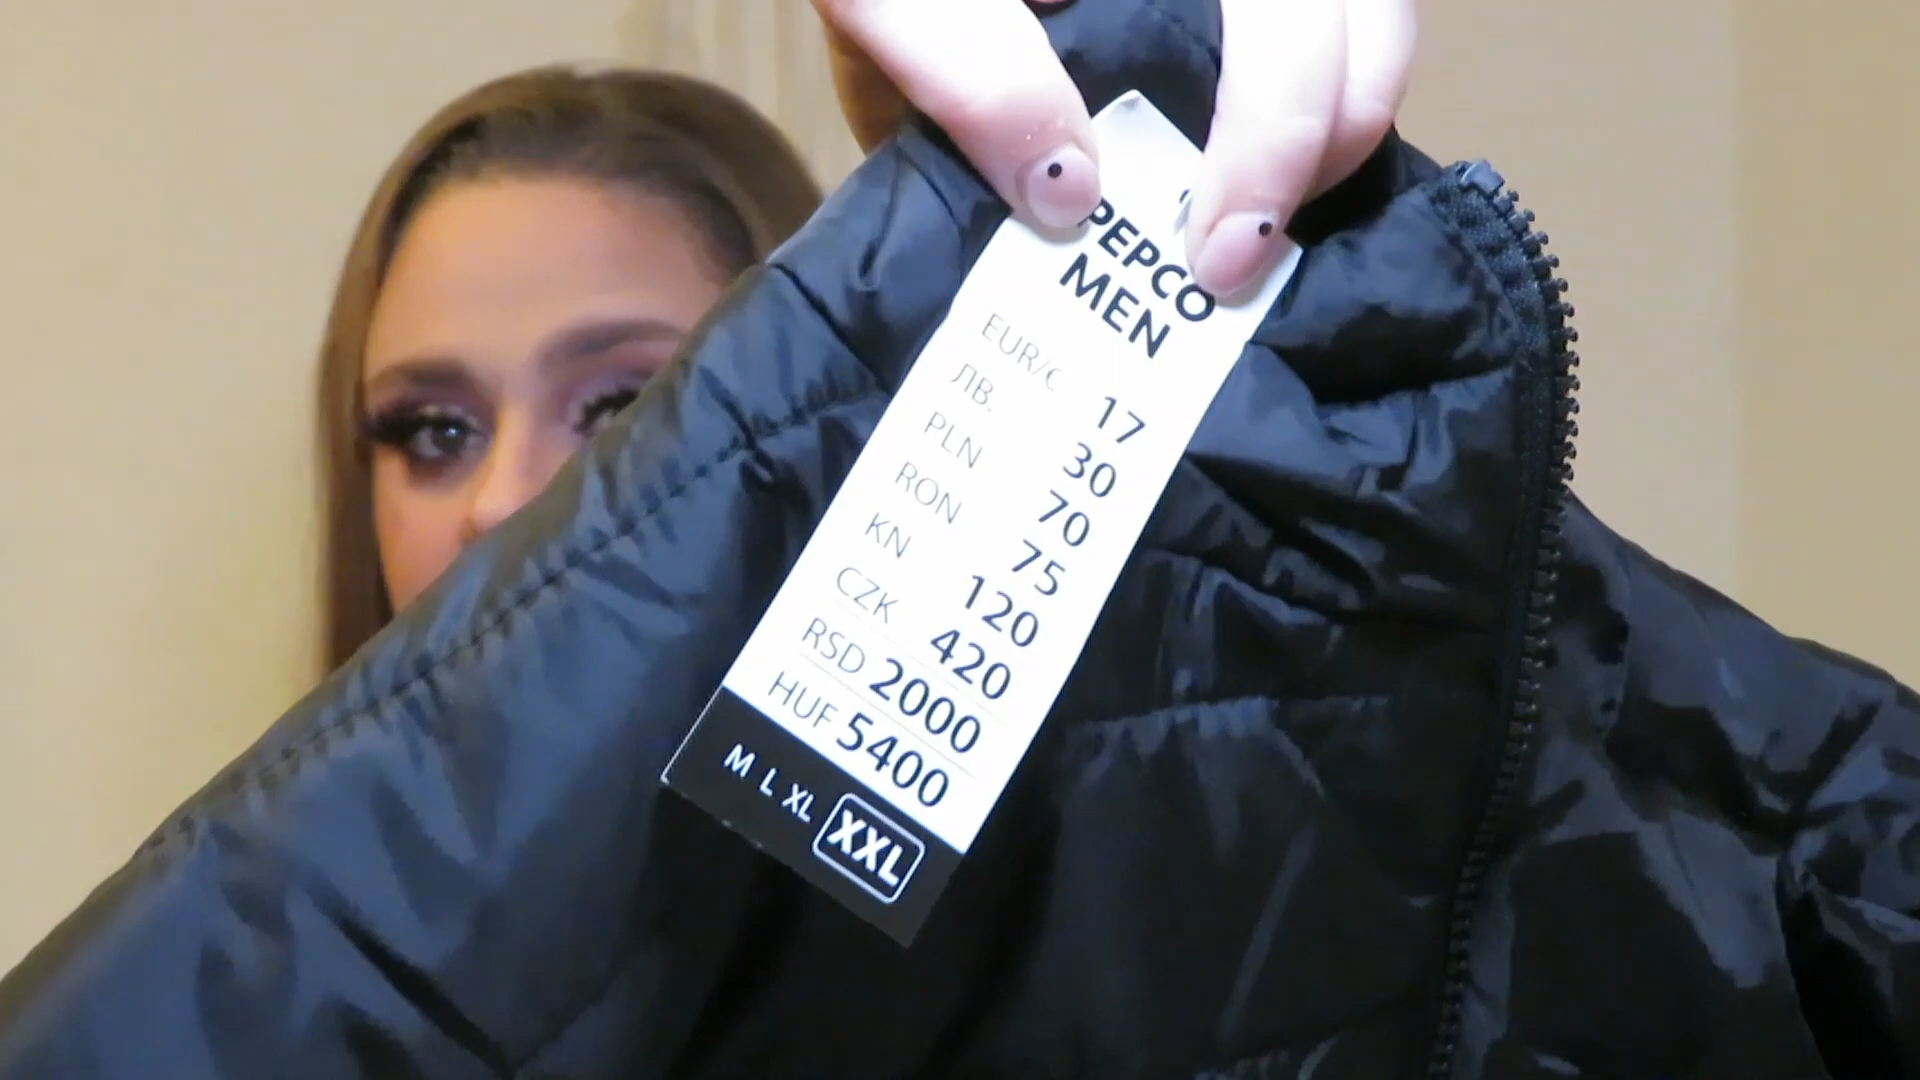 PEPCO
MEN
EUR/€ 17
ЛВ. 30
PLN 70
RON 75
KN 120
CZK 420
RSD 2000
HUF 5400
M L XL XXL